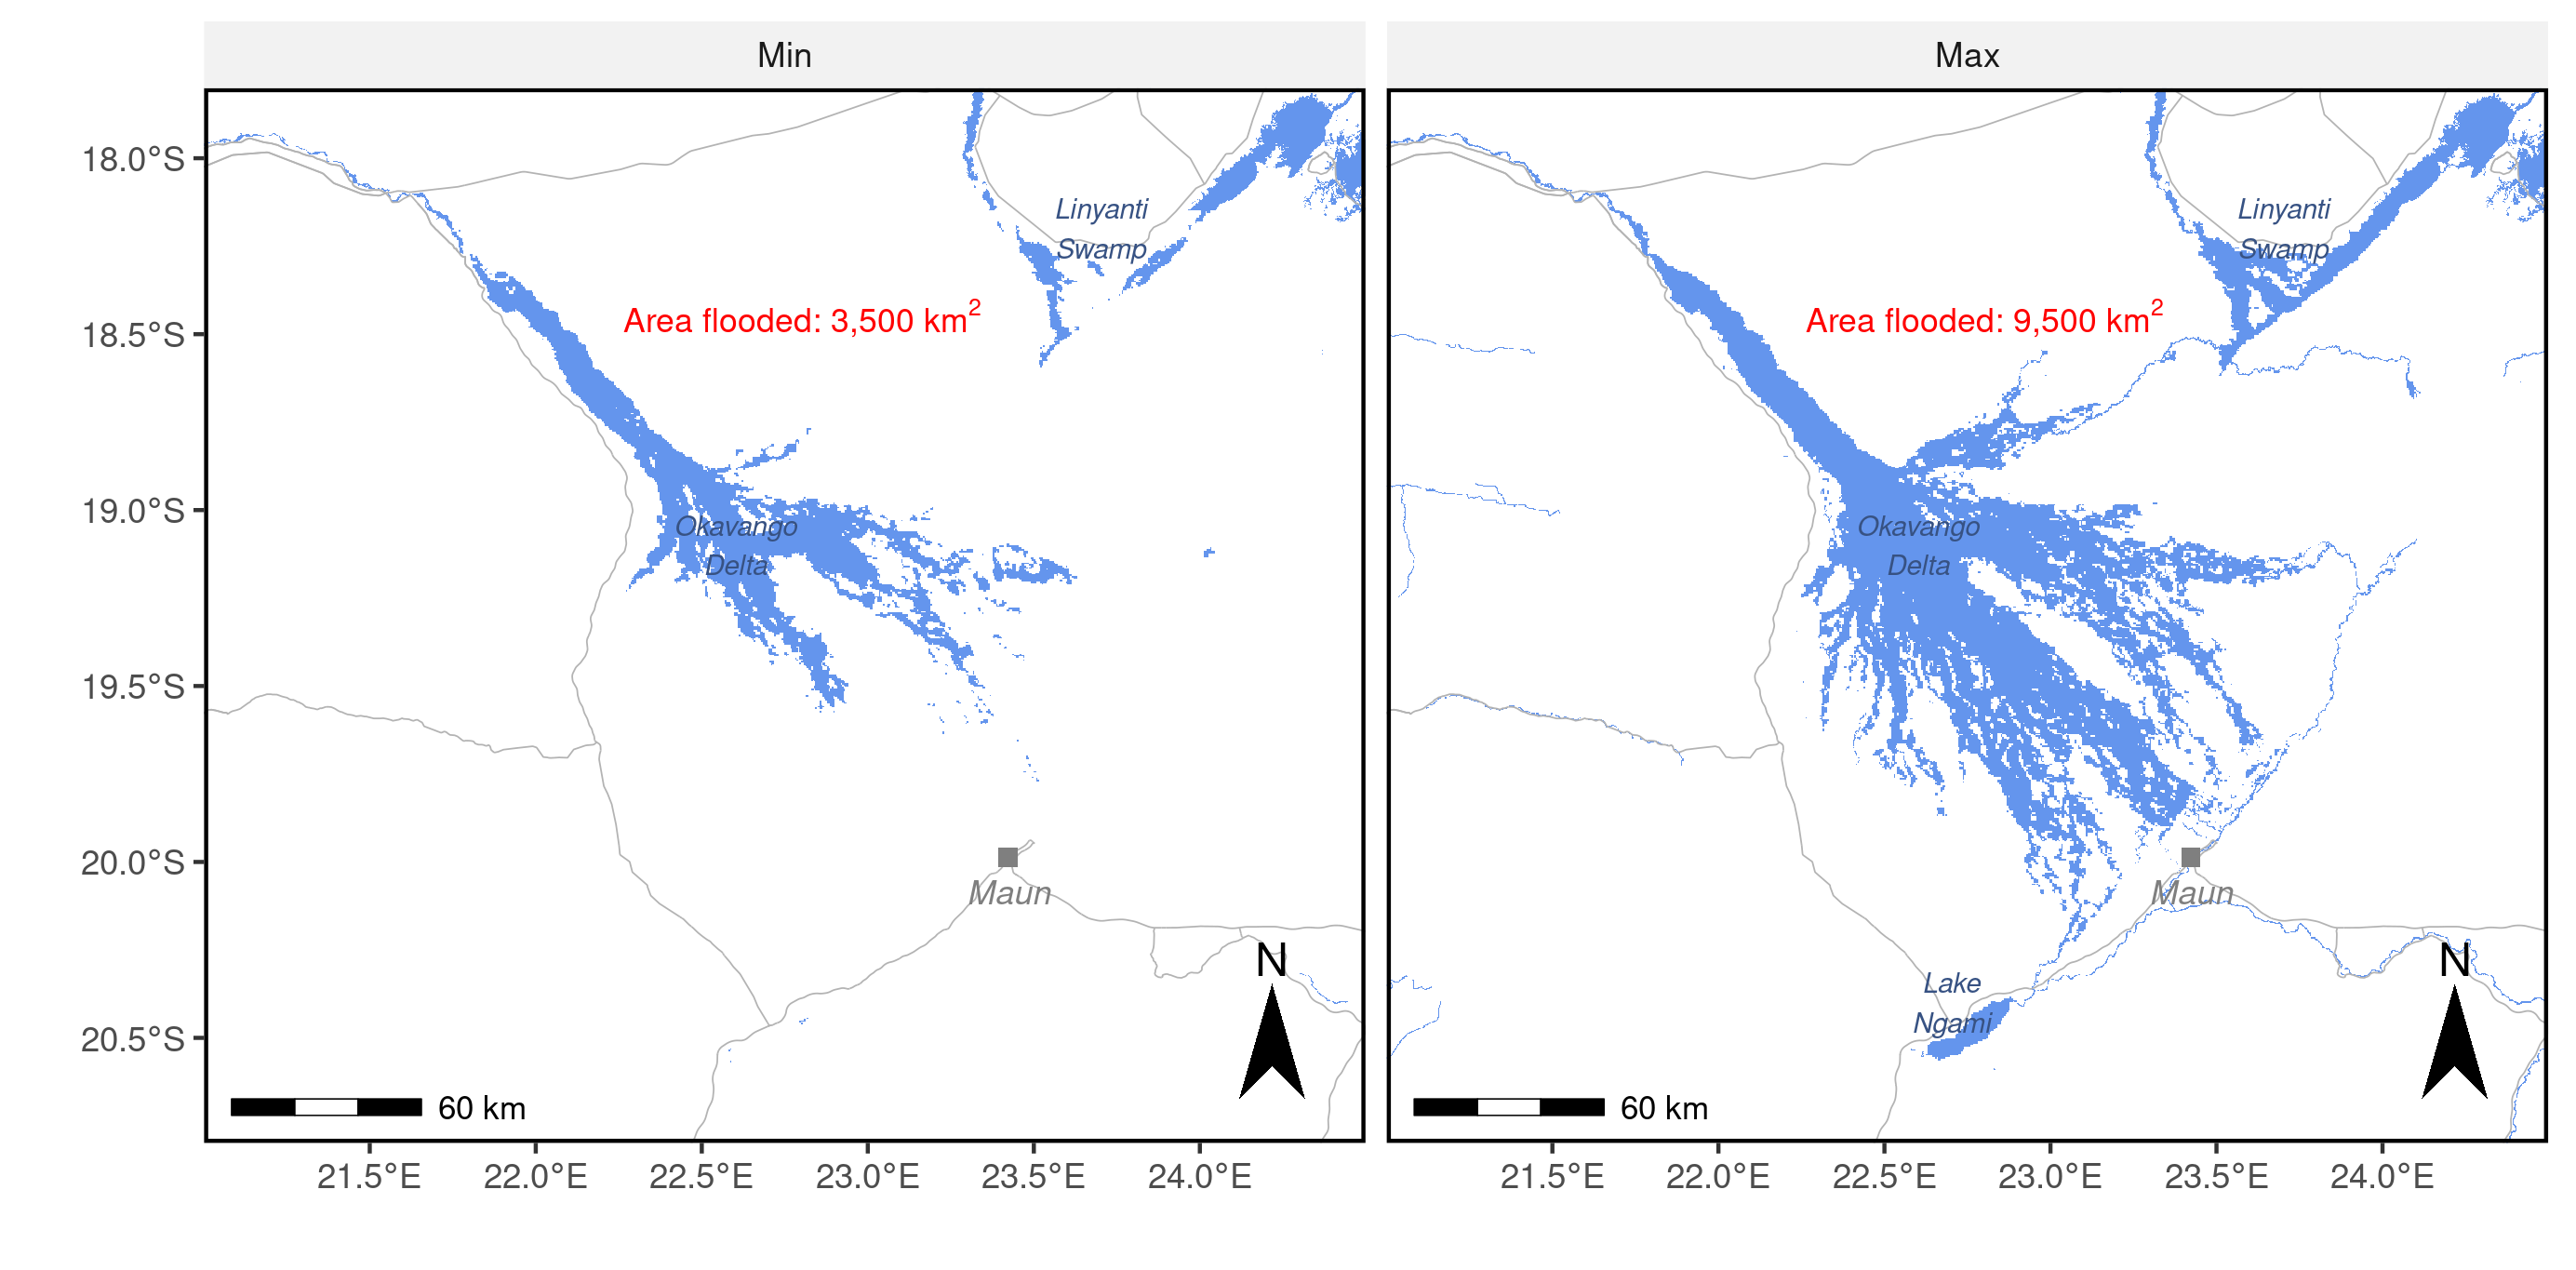 Min
Max
18.0°S
18.5°S
19.0°S
19.5°S
20.0°S
20.5°S
Linyanti
Swamp
Area flooded: 3,500 km²
Okavango
Delta
Maun
N
60 km
21.5°E
22.0°E
22.5°E
23.0°E
23.5°E
24.0°E
Linyanti
Swamp
Area flooded: 9,500 km²
Okavango
Delta
Maun
Lake
Ngami
N
60 km
21.5°E
22.0°E
22.5°E
23.0°E
23.5°E
24.0°E